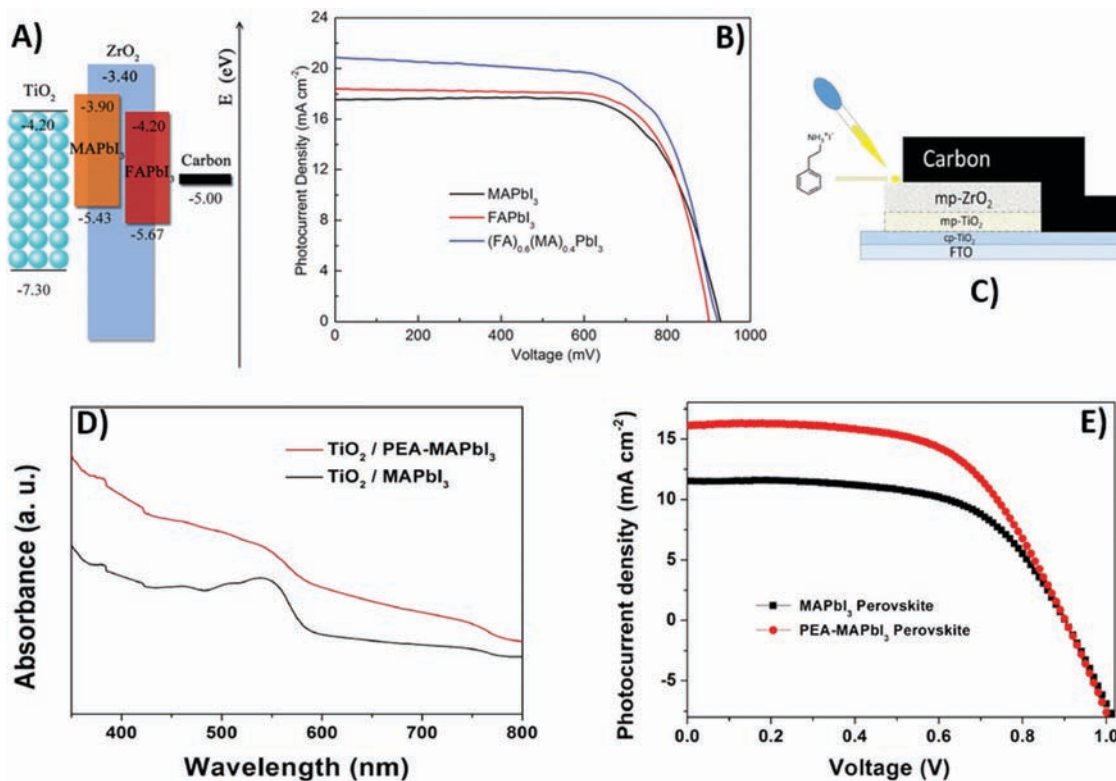 A)
ZrO₂
-3.40
TiO₂
-4.20
-3.90
MAPbI₃
-5.43
-4.20
FAPbI₃
-5.67
Carbon
-5.00
-7.30
E (eV)
B)
Photocurrent Density (mA cm⁻²)
24
20
16
12
8
4
0
MAPbI₃
FAPbI₃
(FA)₀.₆(MA)₀.₄PbI₃
0 200 400 600 800 1000
Voltage (mV)
NH₃⁺I⁻
Carbon
mp-ZrO₂
mp-TiO₂
cp-TiO₂
FTO
C)
D)
Absorbance (a. u.)
TiO₂ / PEA-MAPbI₃
TiO₂ / MAPbI₃
400 500 600 700 800
Wavelength (nm)
E)
Photocurrent density (mA cm⁻²)
15
10
5
0
-5
MAPbI₃ Perovskite
PEA-MAPbI₃ Perovskite
0.0 0.2 0.4 0.6 0.8 1.0
Voltage (V)